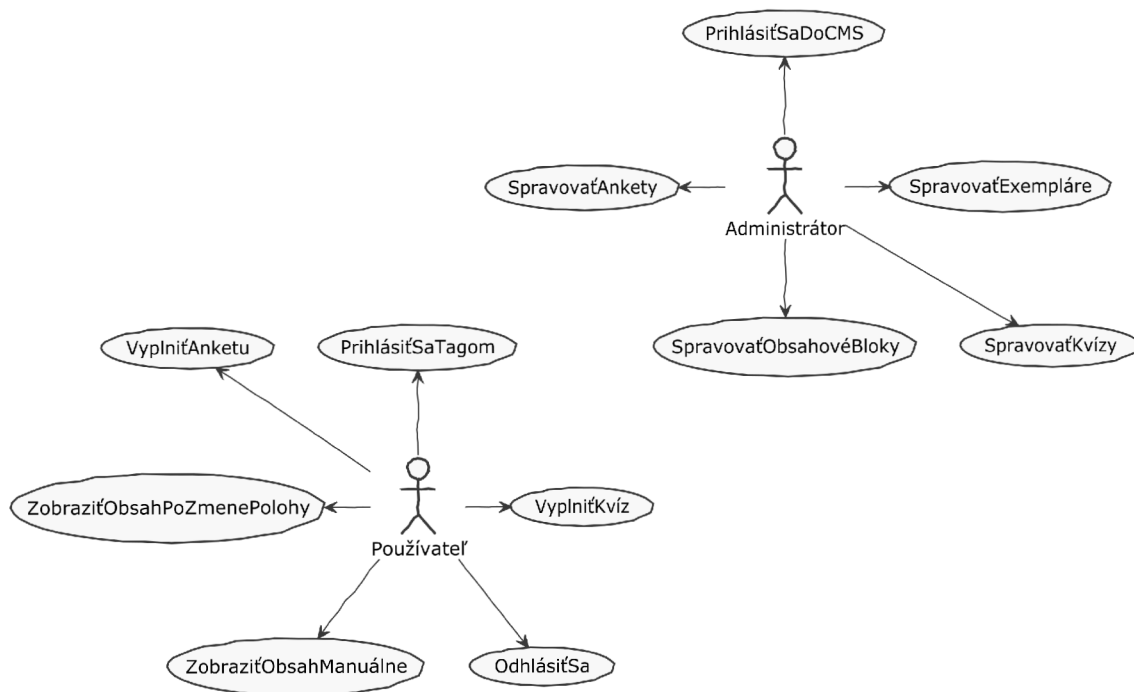 PrihlásiťSaDoCMS
SpravovaťAnkety
SpravovaťExempláre
Administrátor
SpravovaťObsahovéBloky
SpravovaťKvízy
VyplniťAnketu
PrihlásiťSaTagom
ZobraziťObsahPoZmenePolohy
VyplniťKvíz
Používateľ
ZobraziťObsahManuálne
OdhlásiťSa